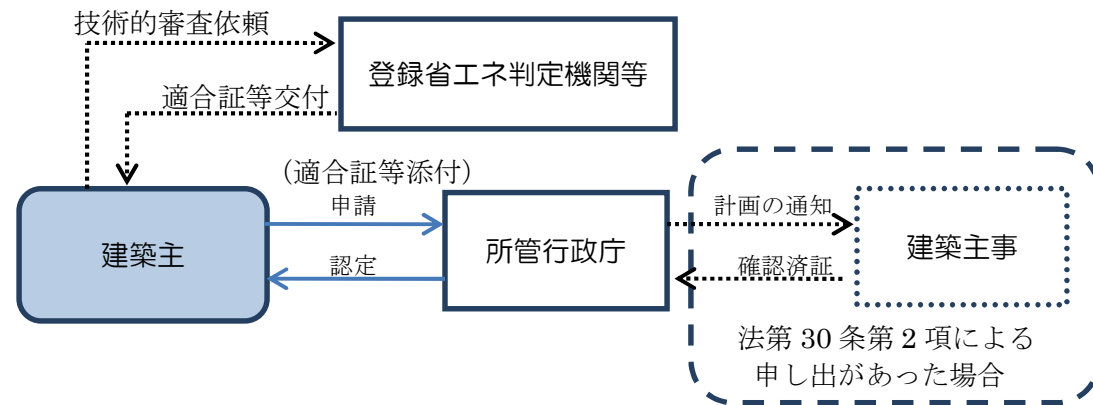 技術的審査依頼
登録省エネ判定機関等
適合証等交付
(適合証等添付)
申請
計画の通知
建築主
所管行政庁
建築主事
認定
確認済証
法第 30 条第 2 項による
申し出があった場合